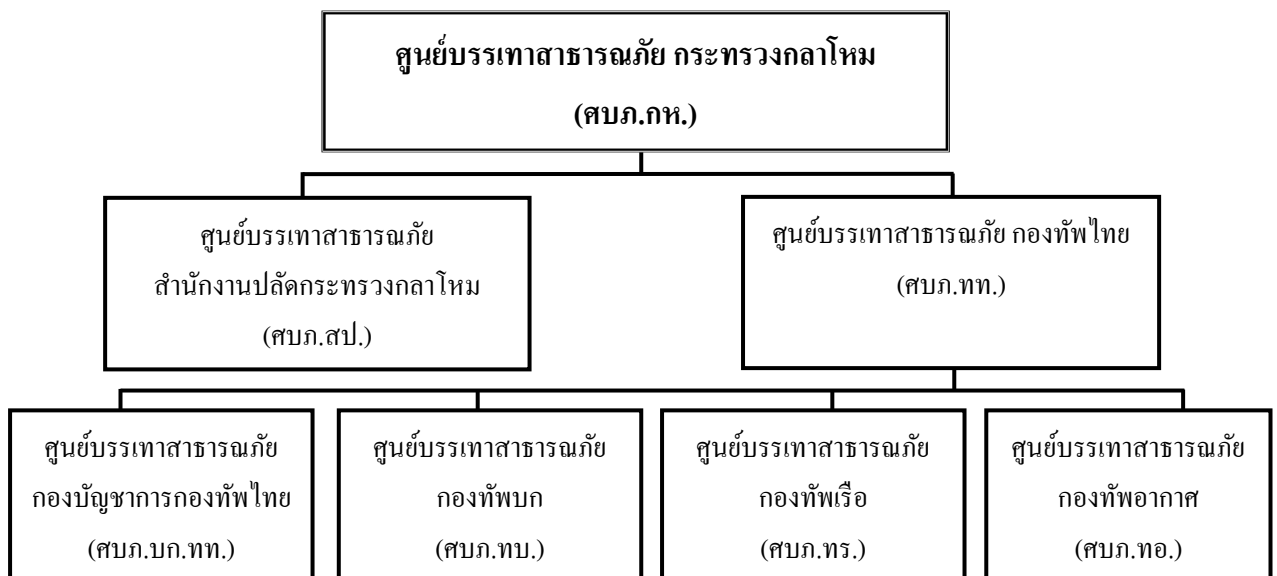 ศูนย์บรรเทาสาธารณภัย กระทรวงกลาโหม
(ศบภ.กห.)
ศูนย์บรรเทาสาธารณภัย
สำนักงานปลัดกระทรวงกลาโหม
(ศบภ.สป.)
ศูนย์บรรเทาสาธารณภัย กองทัพไทย
(ศบภ.ทท.)
ศูนย์บรรเทาสาธารณภัย
กองบัญชาการกองทัพไทย
(ศบภ.บก.ทท.)
ศูนย์บรรเทาสาธารณภัย
กองทัพบก
(ศบภ.ทบ.)
ศูนย์บรรเทาสาธารณภัย
กองทัพเรือ
(ศบภ.ทร.)
ศูนย์บรรเทาสาธารณภัย
กองทัพอากาศ
(ศบภ.ทอ.)